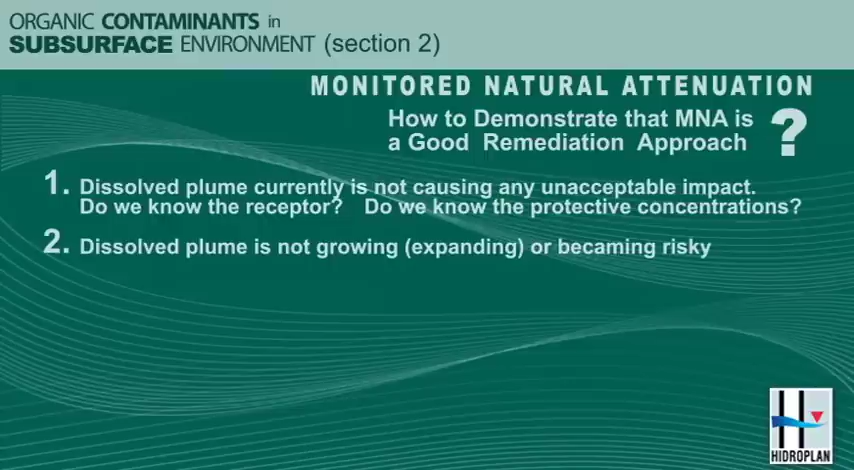 ORGANIC CONTAMINANTS in
SUBSURFACE ENVIRONMENT (section 2)
MONITORED NATURAL ATTENUATION
How to Demonstrate that MNA is
a Good Remediation Approach ?
1. Dissolved plume currently is not causing any unacceptable impact.
Do we know the receptor? Do we know the protective concentrations?
2. Dissolved plume is not growing (expanding) or becaming risky
HIDROPLAN